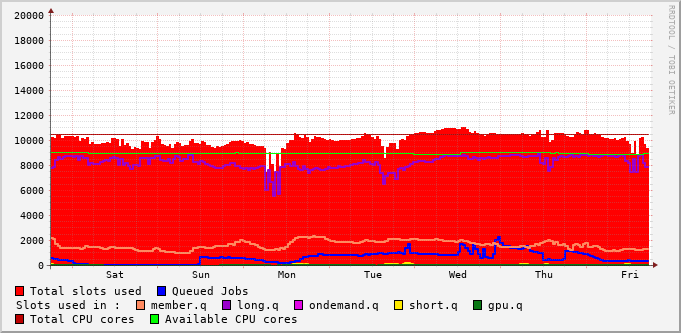 RRDTOOL / TOBI OETIKER
20000
18000
16000
14000
12000
10000
8000
6000
4000
2000
0
Sat Sun Mon Tue Wed Thu Fri
Total slots used Queued Jobs
Slots used in : member.q long.q ondemand.q short.q gpu.q
Total CPU cores Available CPU cores